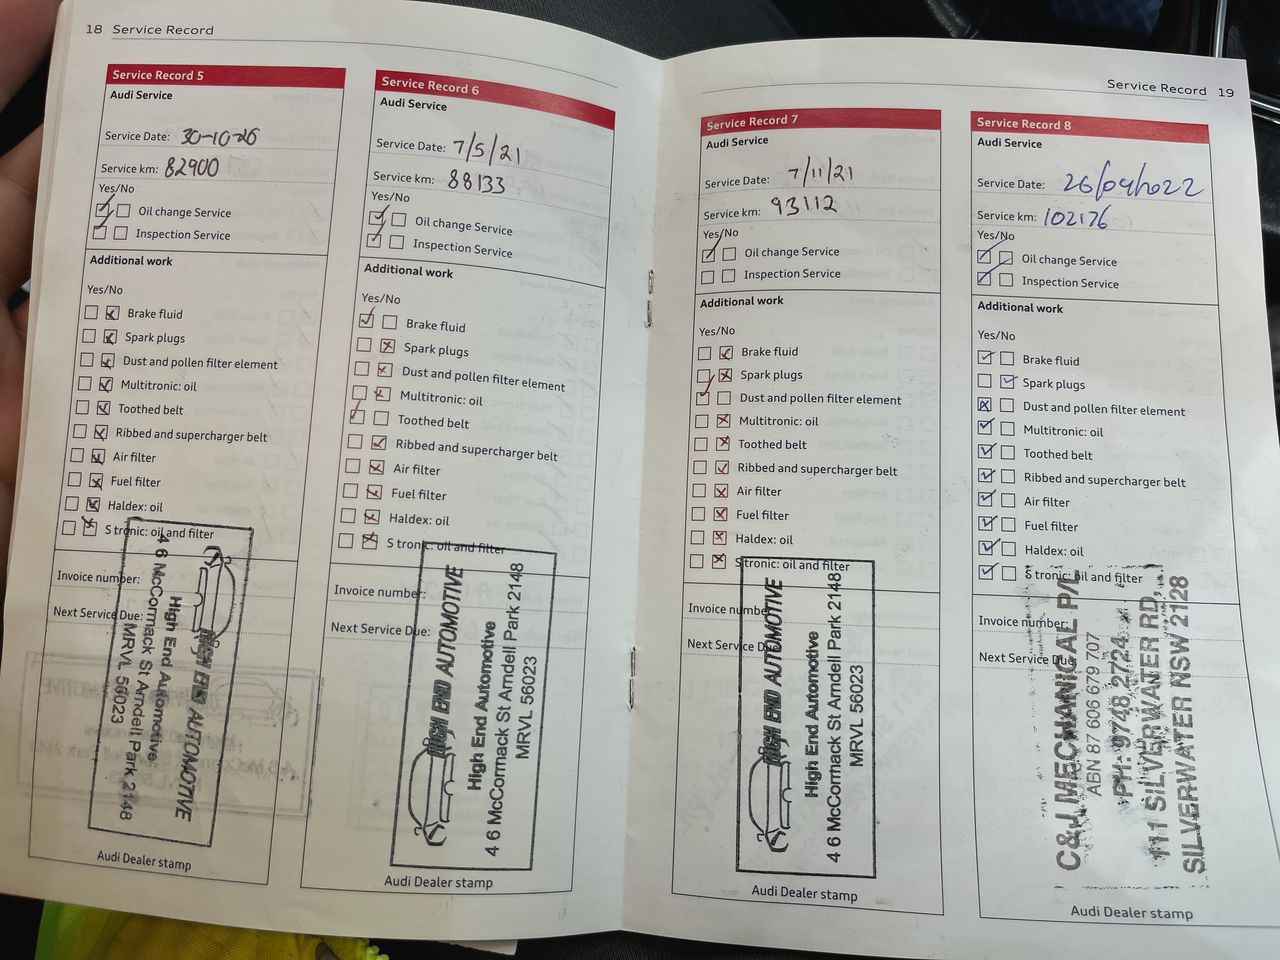 18 Service Record
Service Record 5
Audi Service
Service Date: 30-10-20
Service km: 82900
Yes/No
Oil change Service
Inspection Service
Additional work
Yes/No
Brake fluid
Spark plugs
Dust and pollen filter element
Multitronic: oil
Toothed belt
Ribbed and supercharger belt
Air filter
Fuel filter
Haldex: oil
S tronic: oil and filter
Invoice number:
Next Service Due:
HIGH END AUTOMOTIVE
High End Automotive
4 6 McCormack St Arndell Park 2148
MRVL 56023
Audi Dealer stamp
Service Record 6
Audi Service
Service Date: 7/5/21
Service km: 88133
Yes/No
Oil change Service
Inspection Service
Additional work
Yes/No
Brake fluid
Spark plugs
Dust and pollen filter element
Multitronic: oil
Toothed belt
Ribbed and supercharger belt
Air filter
Fuel filter
Haldex: oil
S tronic: oil and filter
Invoice number:
Next Service Due:
HIGH END AUTOMOTIVE
High End Automotive
4 6 McCormack St Arndell Park 2148
MRVL 56023
Audi Dealer stamp
Service Record 19
Service Record 7
Audi Service
Service Date: 7/11/21
Service km: 93112
Yes/No
Oil change Service
Inspection Service
Additional work
Yes/No
Brake fluid
Spark plugs
Dust and pollen filter element
Multitronic: oil
Toothed belt
Ribbed and supercharger belt
Air filter
Fuel filter
Haldex: oil
S tronic: oil and filter
Invoice number
Next Service Due:
HIGH END AUTOMOTIVE
High End Automotive
4 6 McCormack St Arndell Park 2148
MRVL 56023
Audi Dealer stamp
Service Record 8
Audi Service
Service Date: 26/09/2022
Service km: 102176
Yes/No
Oil change Service
Inspection Service
Additional work
Yes/No
Brake fluid
Spark plugs
Dust and pollen filter element
Multitronic: oil
Toothed belt
Ribbed and supercharger belt
Air filter
Fuel filter
Haldex: oil
S tronic: oil and filter
Invoice number:
Next Service Due:
C&J MECHANICAL P/L
ABN 87 606 679 707
PH: 9748 2724
111 SILVERWATER RD,
SILVERWATER NSW 2128
Audi Dealer stamp